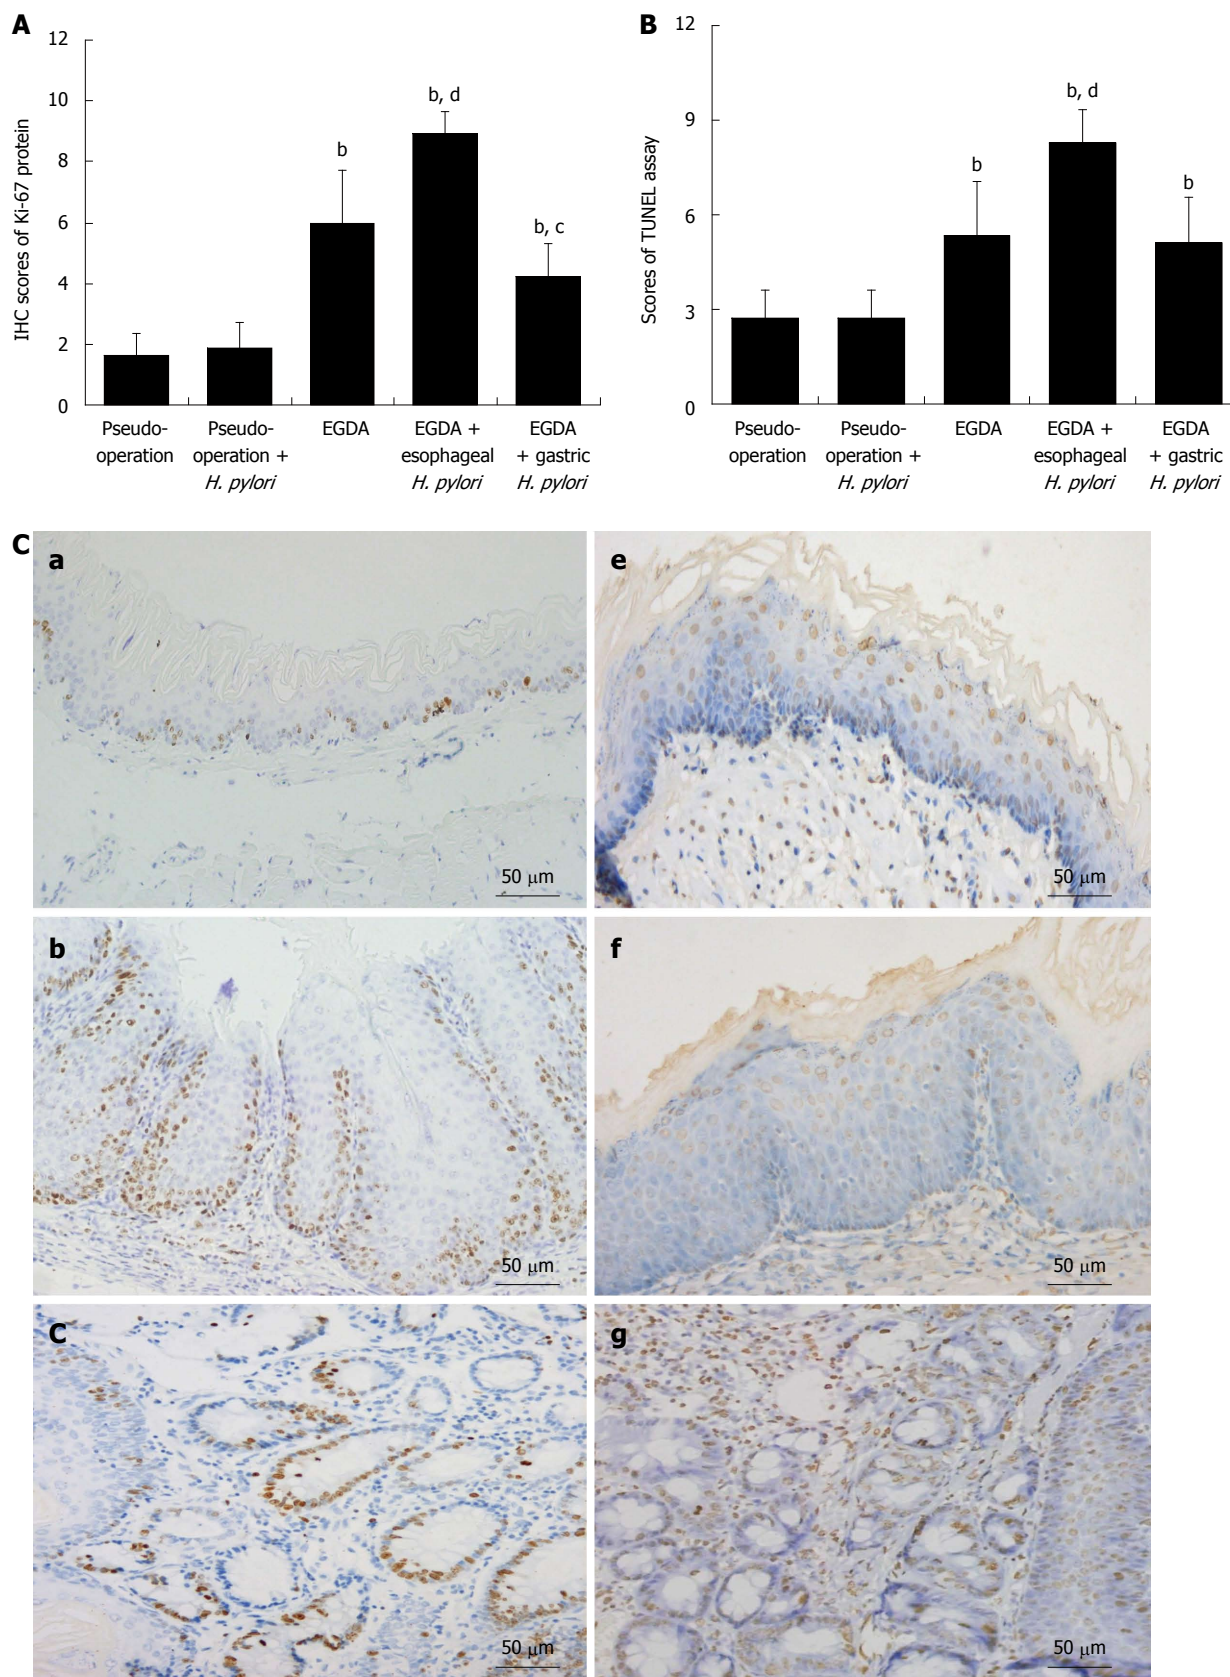 A
IHC scores of Ki-67 protein
12
10
8
6
4
2
0
b
b, d
b, c
Pseudo-
operation
Pseudo-
operation +
H. pylori
EGDA
EGDA +
esophageal
H. pylori
EGDA
+ gastric
H. pylori
B
Scores of TUNEL assay
12
9
6
3
0
b
b, d
b
Pseudo-
operation
Pseudo-
operation +
H. pylori
EGDA
EGDA +
esophageal
H. pylori
EGDA
+ gastric
H. pylori
C
a
50 μm
e
50 μm
b
50 μm
f
50 μm
C
50 μm
g
50 μm